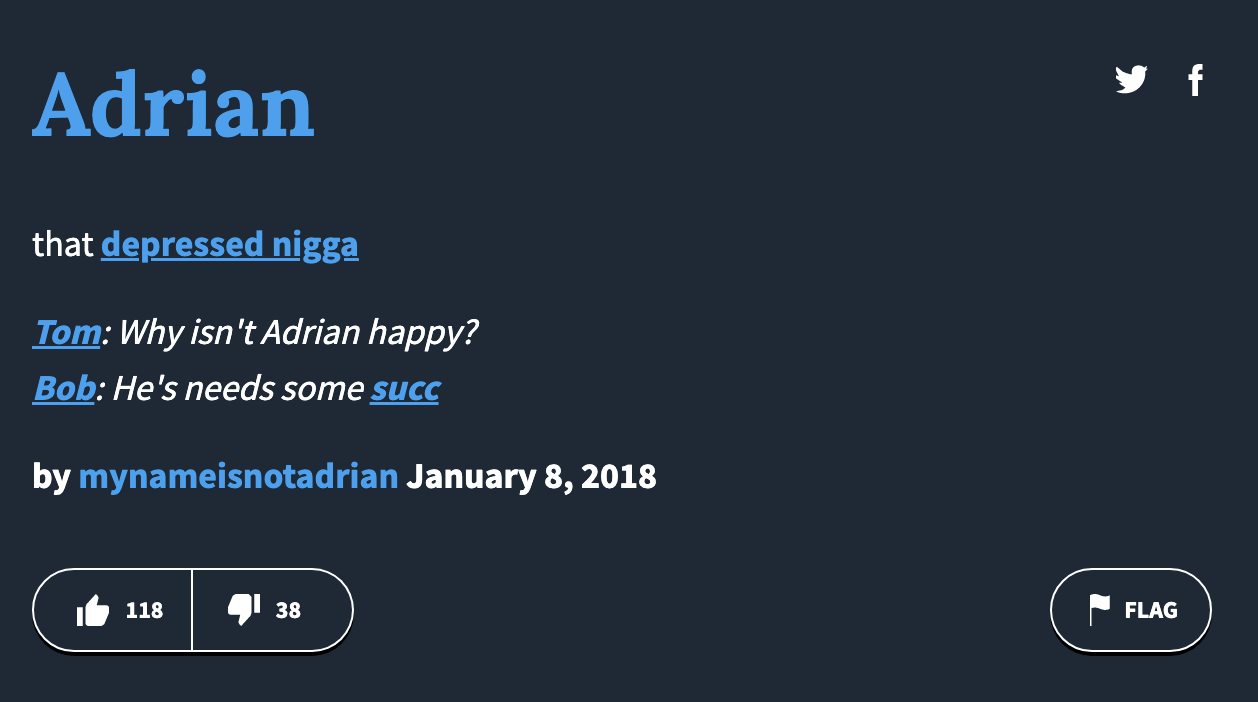 Adrian
that depressed nigga
Tom: Why isn't Adrian happy?
Bob: He's needs some succ
by mynameisnotadrian January 8, 2018
118 38 FLAG